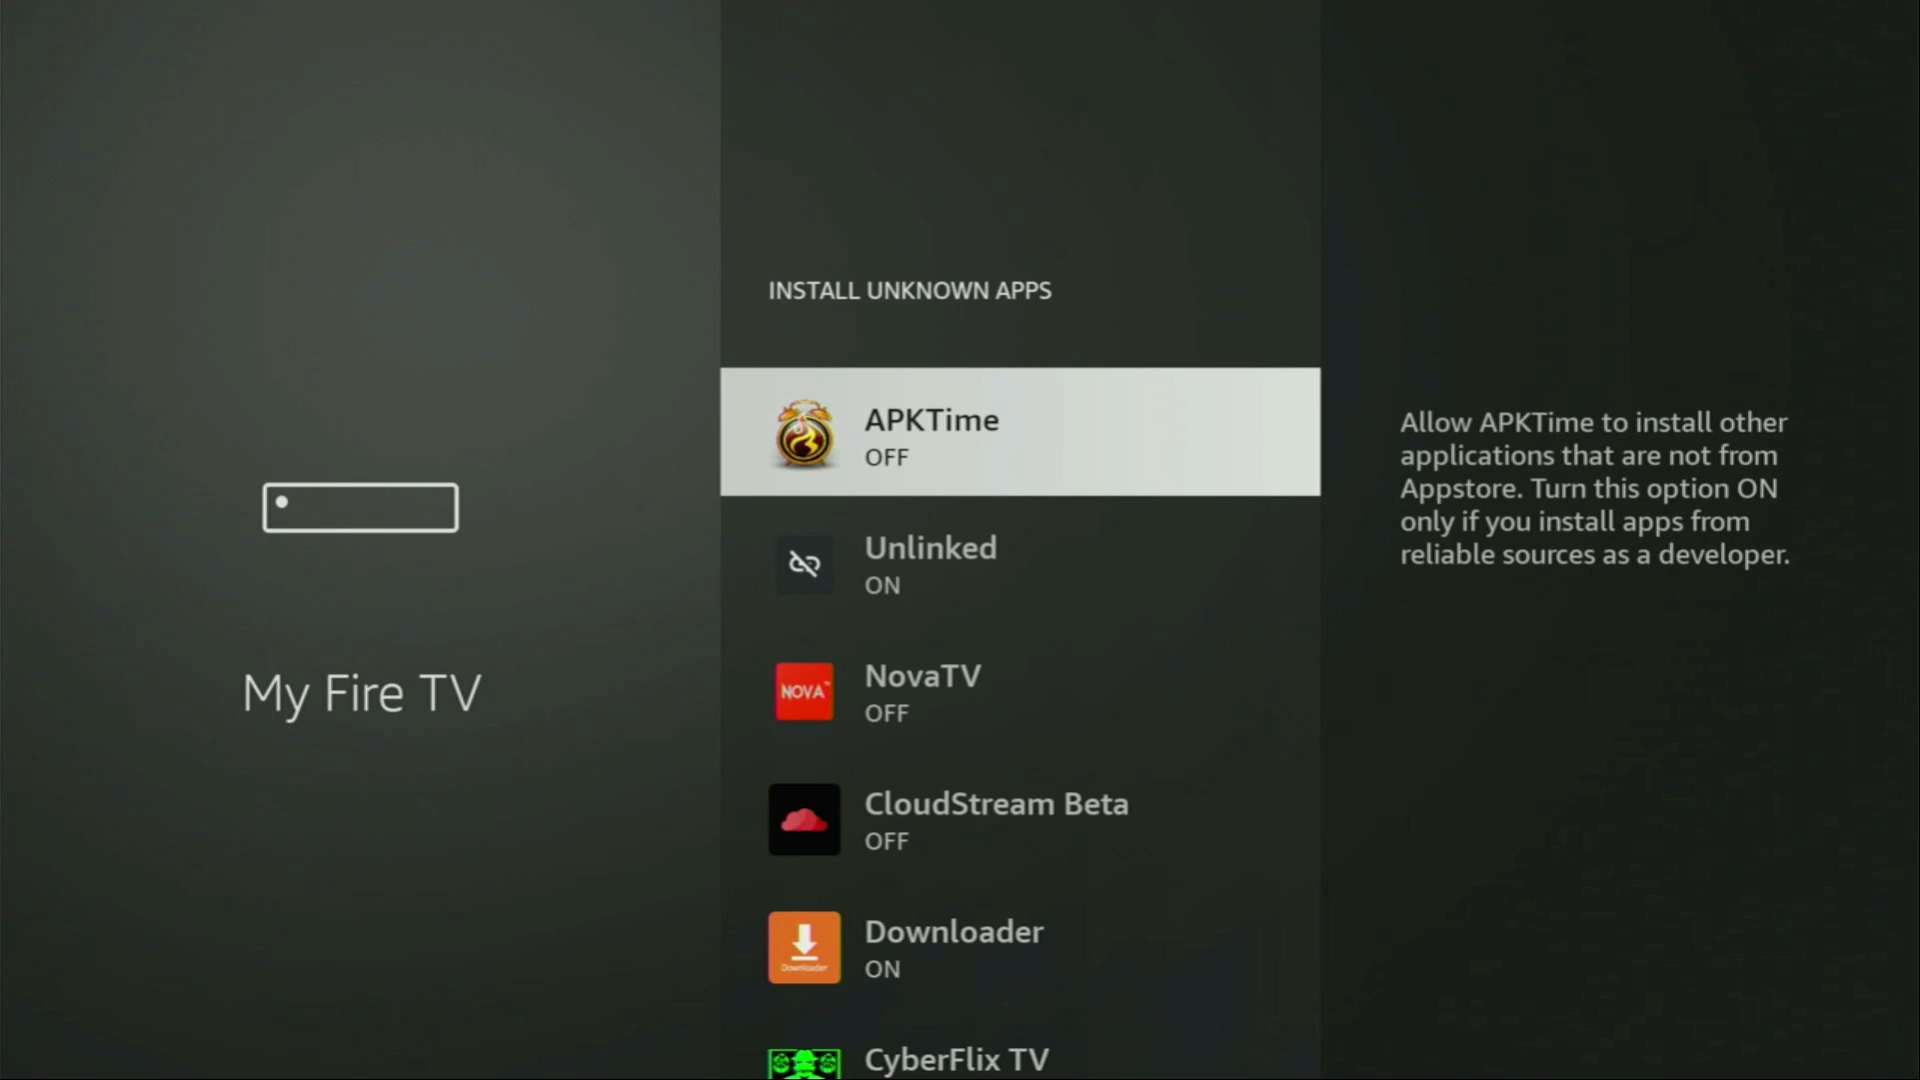 INSTALL UNKNOWN APPS
APKTime
OFF
Unlinked
ON
NOVA
NovaTV
OFF
CloudStream Beta
OFF
Downloader
Downloader
ON
CyberFlix TV
My Fire TV
Allow APKTime to install other
applications that are not from
Appstore. Turn this option ON
only if you install apps from
reliable sources as a developer.